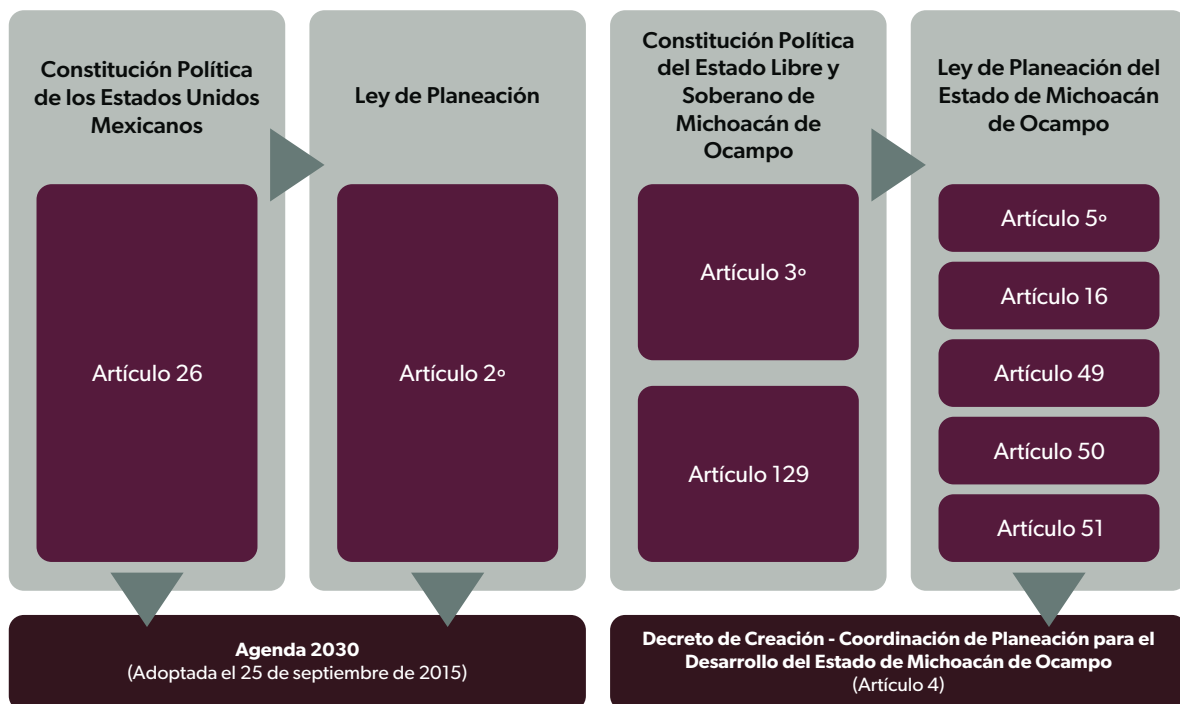 Constitución Política
de los Estados Unidos
Mexicanos
Artículo 26
Ley de Planeación
Artículo 2º
Constitución Política
del Estado Libre y
Soberano de
Michoacán de
Ocampo
Artículo 3º
Artículo 129
Ley de Planeación del
Estado de Michoacán
de Ocampo
Artículo 5º
Artículo 16
Artículo 49
Artículo 50
Artículo 51
Agenda 2030
(Adoptada el 25 de septiembre de 2015)
Decreto de Creación - Coordinación de Planeación para el
Desarrollo del Estado de Michoacán de Ocampo
(Artículo 4)